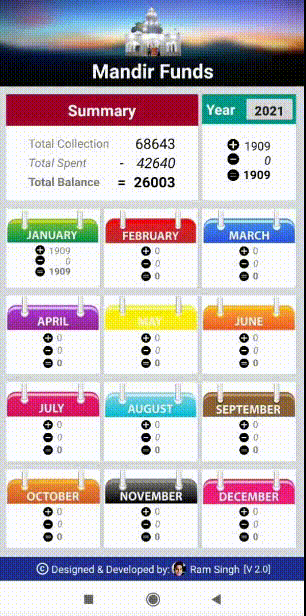 Mandir Funds
Summary
Year 2021
Total Collection 68643
Total Spent - 42640
Total Balance = 26003
+ 1909
- 0
= 1909
JANUARY FEBRUARY MARCH
+ 1909 + 0 + 0
- 0 - 0 - 0
= 1909 = 0 = 0
APRIL MAY JUNE
+ 0 + 0 + 0
- 0 - 0 - 0
= 0 = 0 = 0
JULY AUGUST SEPTEMBER
+ 0 + 0 + 0
- 0 - 0 - 0
= 0 = 0 = 0
OCTOBER NOVEMBER DECEMBER
+ 0 + 0 + 0
- 0 - 0 - 0
= 0 = 0 = 0
© Designed & Developed by: Ram Singh [V 2.0]